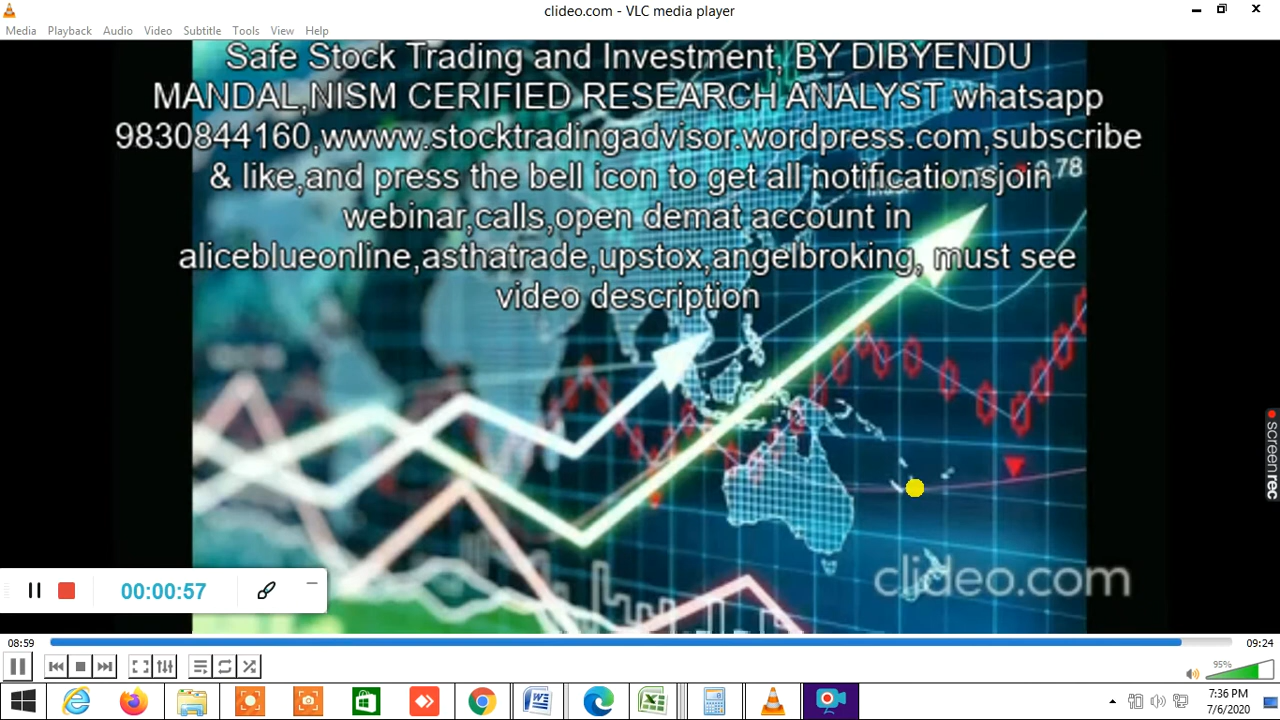 clideo.com - VLC media player
Media Playback Audio Video Subtitle Tools View Help
Safe Stock Trading and Investment, BY DIBYENDU
MANDAL,NISM CERIFIED RESEARCH ANALYST whatsapp
9830844160,wwww.stocktradingadvisor.wordpress.com,subscribe
& like,and press the bell icon to get all notificationsjoin
webinar,calls,open demat account in
aliceblueonline,asthatrade,upstox,angelbroking, must see
video description
clideo.com
screenrec
00:00:57
08:59
09:24
95%
7:36 PM
7/6/2020